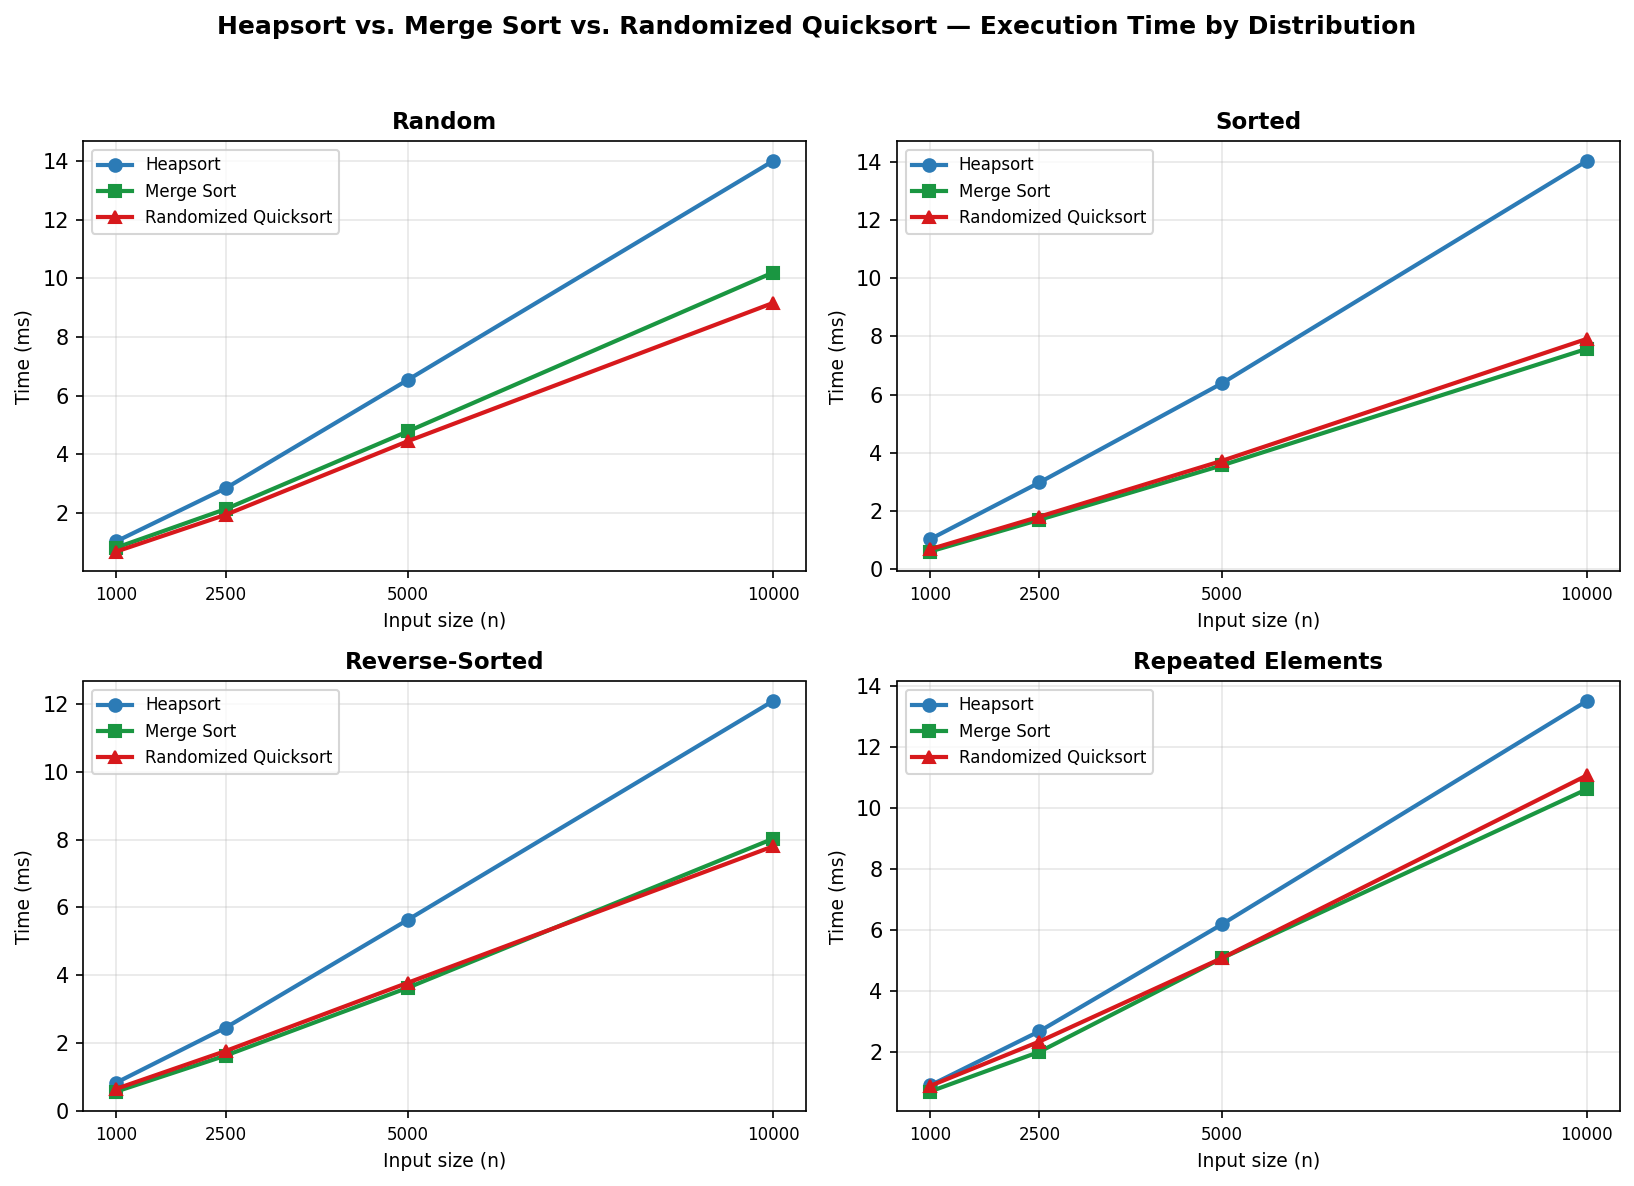 Heapsort vs. Merge Sort vs. Randomized Quicksort — Execution Time by Distribution
Random
Heapsort
Merge Sort
Randomized Quicksort
14
12
10
8
6
4
2
Time (ms)
1000 2500 5000 10000
Input size (n)
Sorted
Heapsort
Merge Sort
Randomized Quicksort
14
12
10
8
6
4
2
0
Time (ms)
1000 2500 5000 10000
Input size (n)
Reverse-Sorted
Heapsort
Merge Sort
Randomized Quicksort
12
10
8
6
4
2
0
Time (ms)
1000 2500 5000 10000
Input size (n)
Repeated Elements
Heapsort
Merge Sort
Randomized Quicksort
14
12
10
8
6
4
2
Time (ms)
1000 2500 5000 10000
Input size (n)